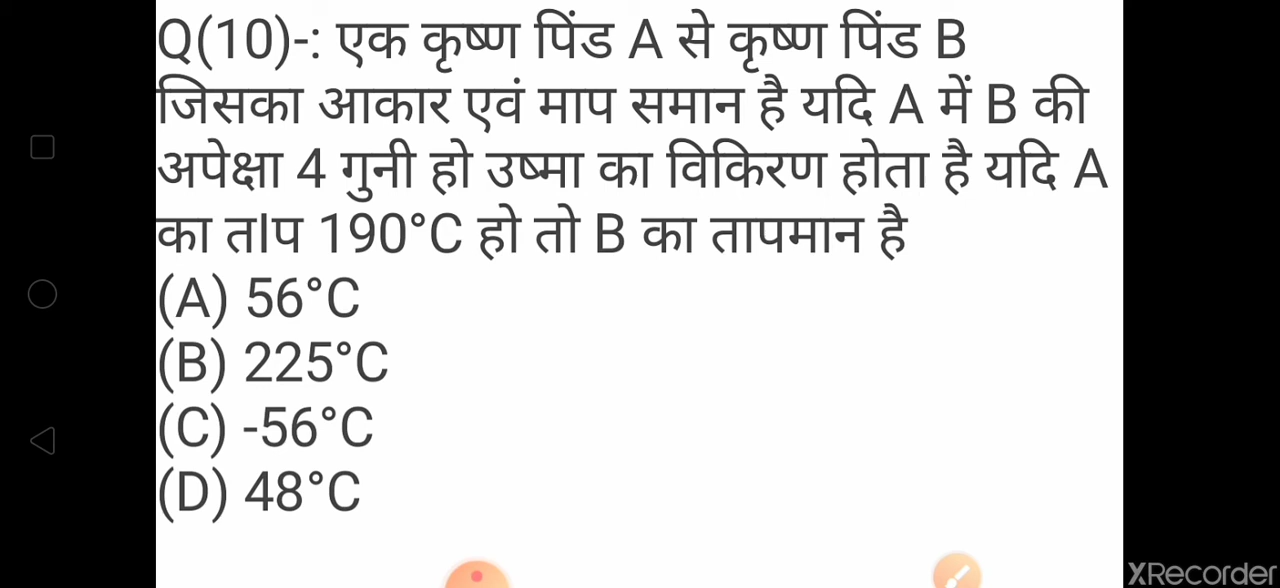 Q(10)-: एक कृष्ण पिंड A से कृष्ण पिंड B
जिसका आकार एवं माप समान है यदि A में B की
अपेक्षा 4 गुनी हो उष्मा का विकिरण होता है यदि A
का तlप 190°C हो तो B का तापमान है
(A) 56°C
(B) 225°C
(C) -56°C
(D) 48°C
XRecorder